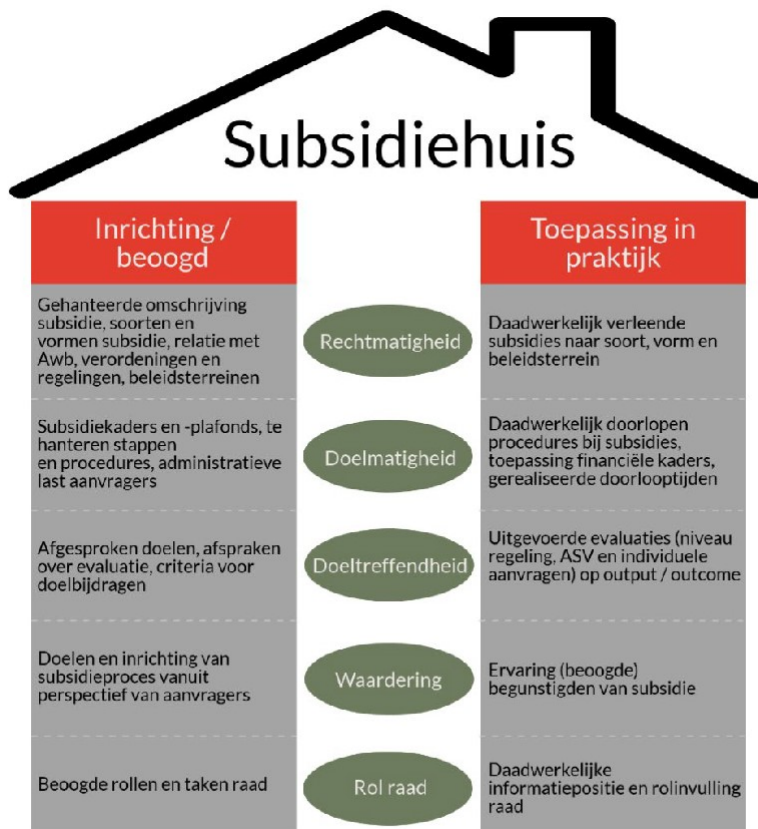 Subsidiehuis
Inrichting /
beoogd
Toepassing in
praktijk
Gehanteerde omschrijving
subsidie, soorten en
vormen subsidie, relatie met
Awb, verordeningen en
regelingen, beleidsterreinen
Rechtmatigheid
Daadwerkelijk verleende
subsidies naar soort, vorm en
beleidsterrein
Subsidiekaders en -plafonds, te
hanteren stappen
en procedures, administratieve
last aanvragers
Doelmatigheid
Daadwerkelijk doorlopen
procedures bij subsidies,
toepassing financiële kaders,
gerealiseerde doorlooptijden
Afgesproken doelen, afspraken
over evaluatie, criteria voor
doelbijdragen
Doeltreffendheid
Uitgevoerde evaluaties (niveau
regeling, ASV en individuele
aanvragen) op output / outcome
Doelen en inrichting van
subsidieproces vanuit
perspectief van aanvragers
Waardering
Ervaring (beoogde)
begunstigden van subsidie
Beoogde rollen en taken raad
Rol raad
Daadwerkelijke
informatiepositie en rolinvulling
raad